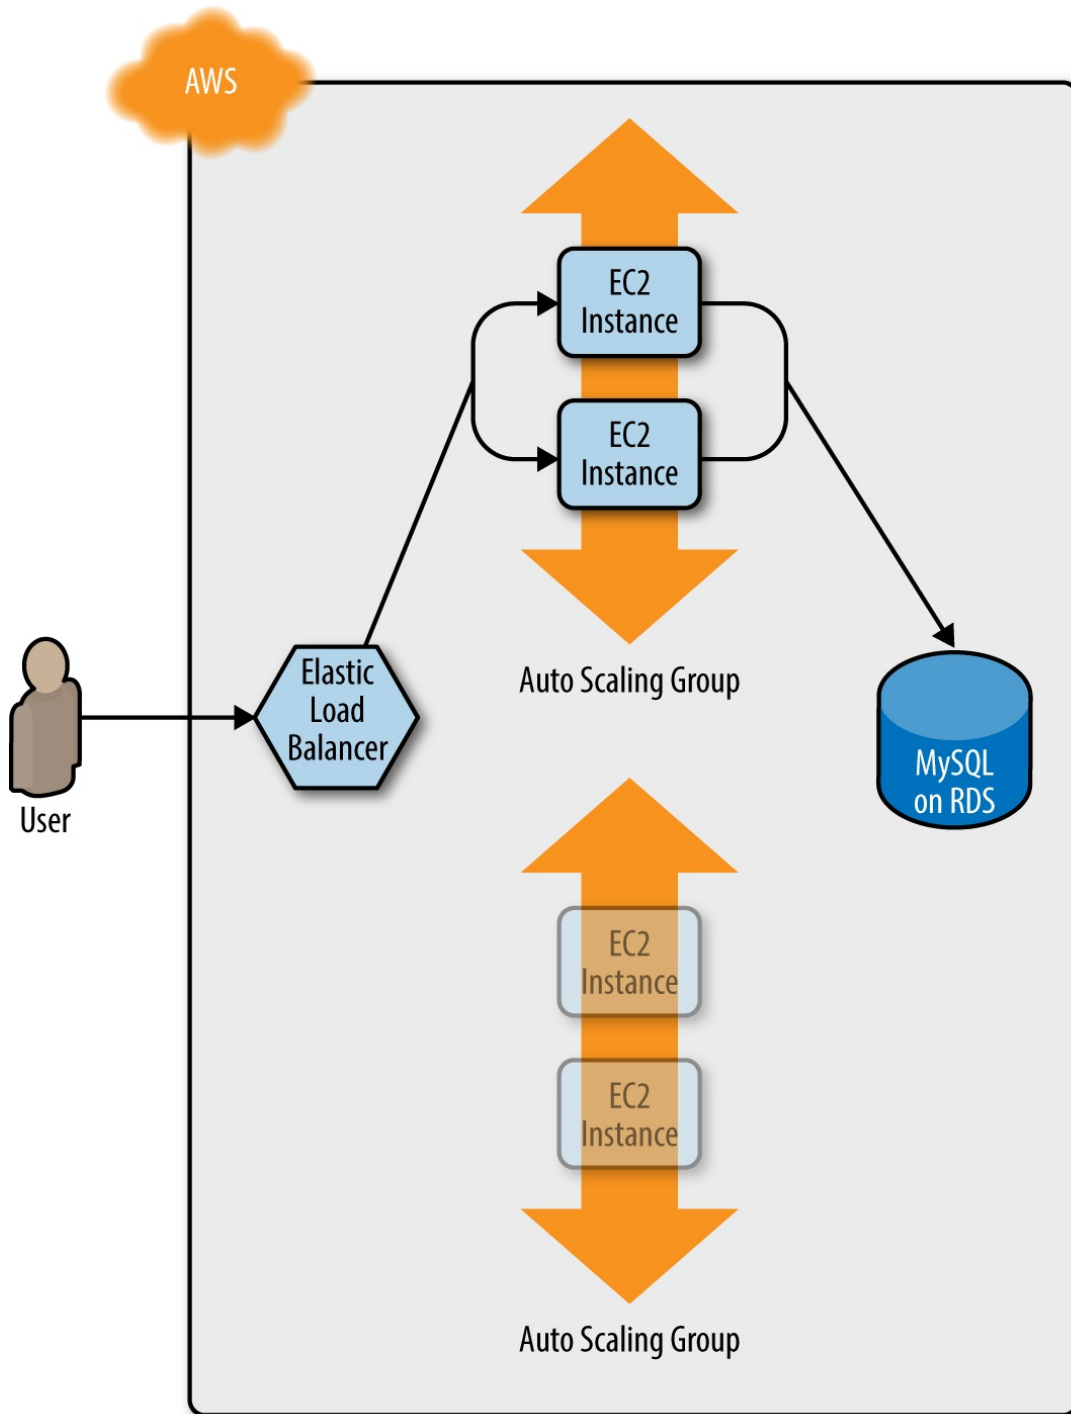 AWS
EC2
Instance
EC2
Instance
Auto Scaling Group
Elastic
Load
Balancer
User
MySQL
on RDS
EC2
Instance
EC2
Instance
Auto Scaling Group